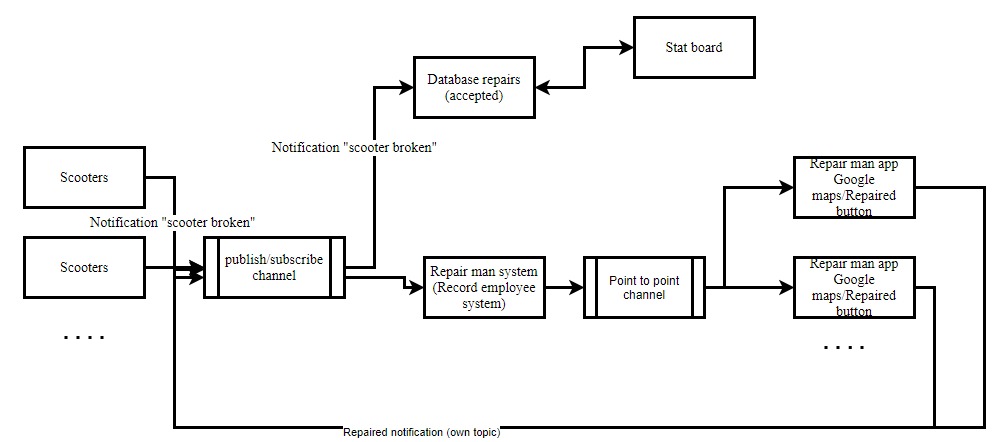 Stat board
Database repairs
(accepted)
Notification "scooter broken"
Scooters
Notification "scooter broken"
Scooters
publish/subscribe
channel
Repair man system
(Record employee
system)
Point to point
channel
Repair man app
Google
maps/Repaired
button
Repair man app
Google
maps/Repaired
button
. . . .
. . . .
Repaired notification (own topic)